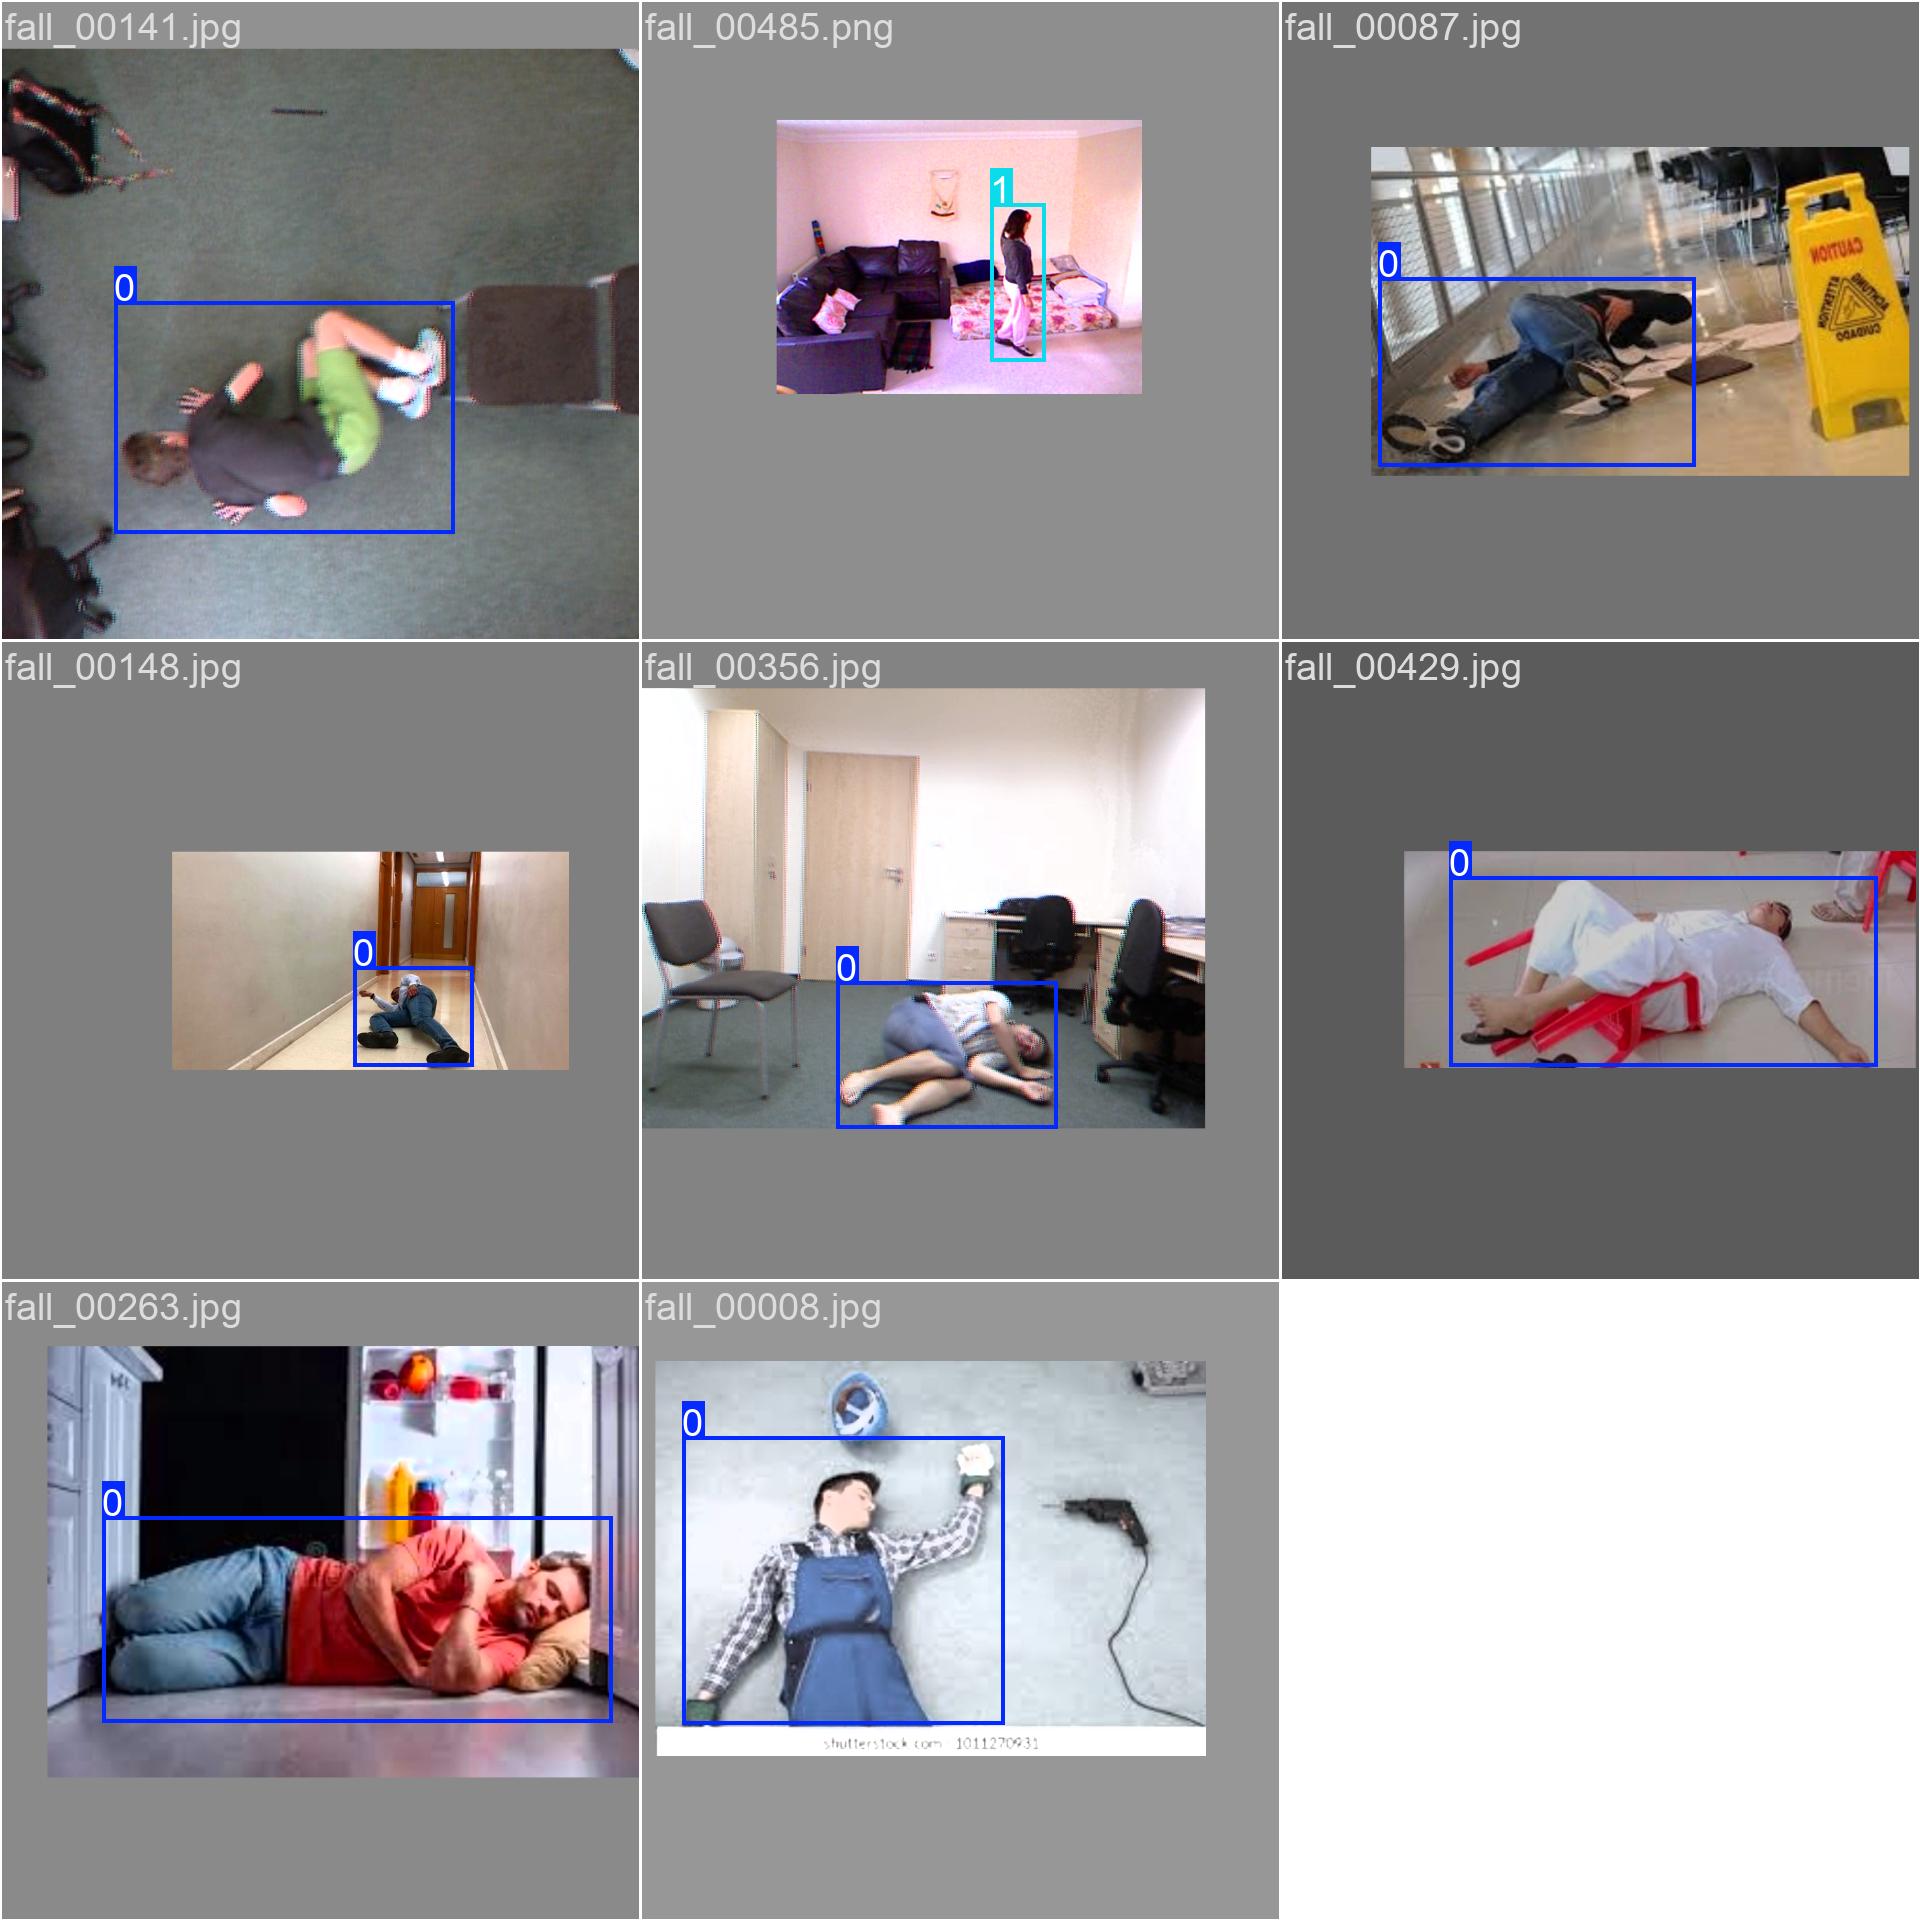 fall_00141.jpg
0
fall_00485.png
1
fall_00087.jpg
0
CAUTION
CUIDADO
fall_00148.jpg
0
fall_00356.jpg
0
fall_00429.jpg
0
fall_00263.jpg
0
fall_00008.jpg
0
shutterstock.com · 1011270931